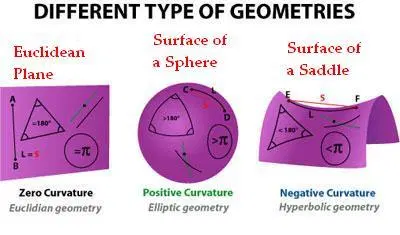 DIFFERENT TYPE OF GEOMETRIES
Euclidean
Plane
A
=180°
L = S
B
=π
Zero Curvature
Euclidian geometry
Surface of
a Sphere
C
L
S
D
>180°
>π
Positive Curvature
Elliptic geometry
Surface of
a Saddle
E
S
F
L
<180°
<π
Negative Curvature
Hyperbolic geometry